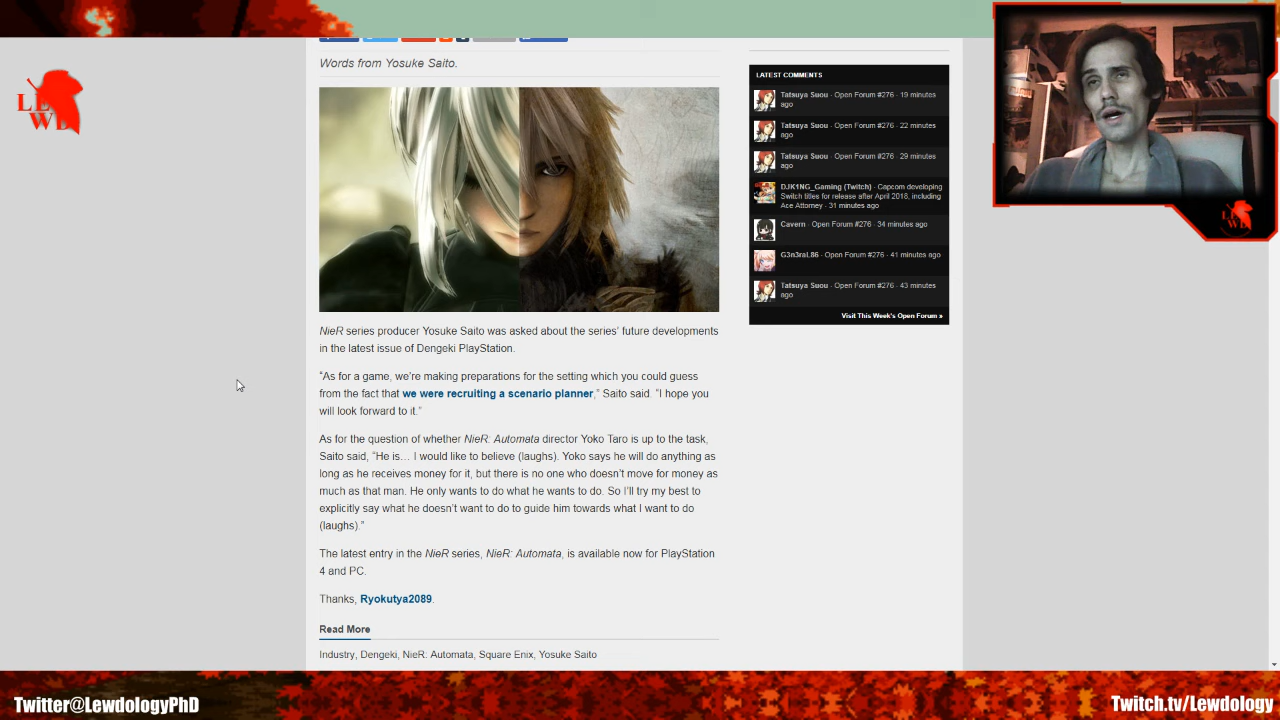 Words from Yosuke Saito.
NieR series producer Yosuke Saito was asked about the series' future developments
in the latest issue of Dengeki PlayStation.
"As for a game, we're making preparations for the setting which you could guess
from the fact that we were recruiting a scenario planner," Saito said. "I hope you
will look forward to it."
As for the question of whether NieR: Automata director Yoko Taro is up to the task,
Saito said, "He is… I would like to believe (laughs). Yoko says he will do anything as
long as he receives money for it, but there is no one who doesn't move for money as
much as that man. He only wants to do what he wants to do. So I'll try my best to
explicitly say what he doesn't want to do to guide him towards what I want to do
(laughs)."
The latest entry in the NieR series, NieR: Automata, is available now for PlayStation
4 and PC.
Thanks, Ryokutya2089.
Read More
Industry, Dengeki, NieR: Automata, Square Enix, Yosuke Saito
LATEST COMMENTS
Tatsuya Suou · Open Forum #276 · 19 minutes
ago
Tatsuya Suou · Open Forum #276 · 22 minutes
ago
Tatsuya Suou · Open Forum #276 · 29 minutes
ago
DJK1NG_Gaming (Twitch) · Capcom developing
Switch titles for release after April 2018, including
Ace Attorney · 31 minutes ago
Cavern · Open Forum #276 · 34 minutes ago
G3n3raL86 · Open Forum #276 · 41 minutes ago
Tatsuya Suou · Open Forum #276 · 43 minutes
ago
Visit This Week's Open Forum »
LEWD
Twitter@LewdologyPhD
Twitch.tv/Lewdology